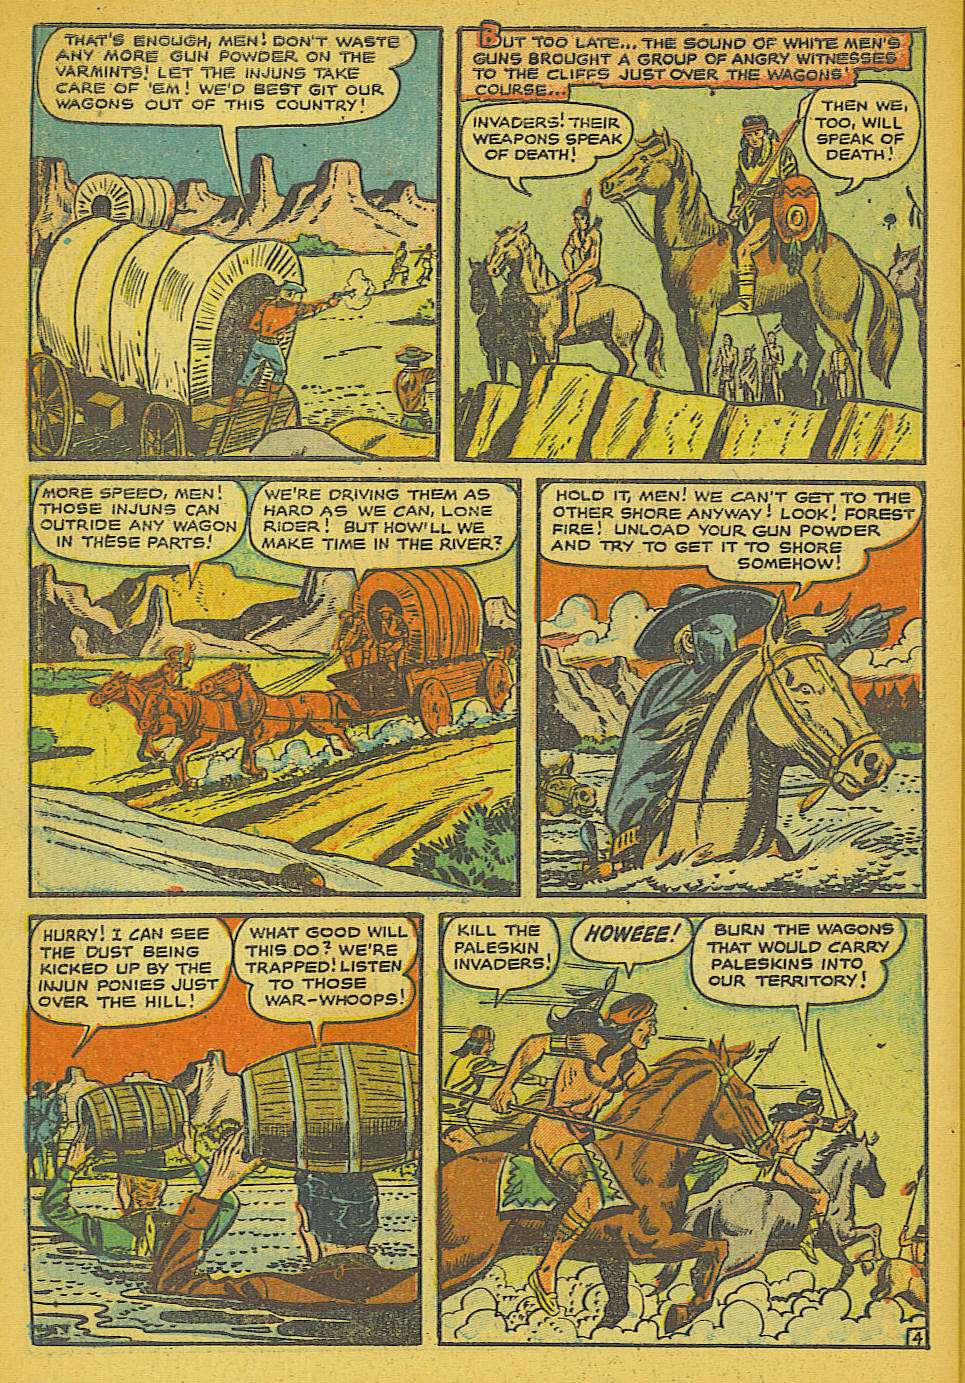 THAT'S ENOUGH, MEN! DON'T WASTE
ANY MORE GUN POWDER ON THE
VARMINTS! LET THE INJUNS TAKE
CARE OF 'EM! WE'D BEST GIT OUR
WAGONS OUT OF THIS COUNTRY!
BUT TOO LATE... THE SOUND OF WHITE MEN'S
GUNS BROUGHT A GROUP OF ANGRY WITNESSES
TO THE CLIFFS JUST OVER THE WAGONS'
COURSE...
INVADERS! THEIR
WEAPONS SPEAK
OF DEATH!
THEN WE,
TOO, WILL
SPEAK OF
DEATH!
MORE SPEED, MEN!
THOSE INJUNS CAN
OUTRIDE ANY WAGON
IN THESE PARTS!
WE'RE DRIVING THEM AS
HARD AS WE CAN, LONE
RIDER! BUT HOW'LL WE
MAKE TIME IN THE RIVER?
HOLD IT, MEN! WE CAN'T GET TO THE
OTHER SHORE ANYWAY! LOOK! FOREST
FIRE! UNLOAD YOUR GUN POWDER
AND TRY TO GET IT TO SHORE
SOMEHOW!
HURRY! I CAN SEE
THE DUST BEING
KICKED UP BY THE
INJUN PONIES JUST
OVER THE HILL!
WHAT GOOD WILL
THIS DO? WE'RE
TRAPPED! LISTEN
TO THOSE
WAR-WHOOPS!
KILL THE
PALESKIN
INVADERS!
HOWEEE!
BURN THE WAGONS
THAT WOULD CARRY
PALESKINS INTO
OUR TERRITORY!
4